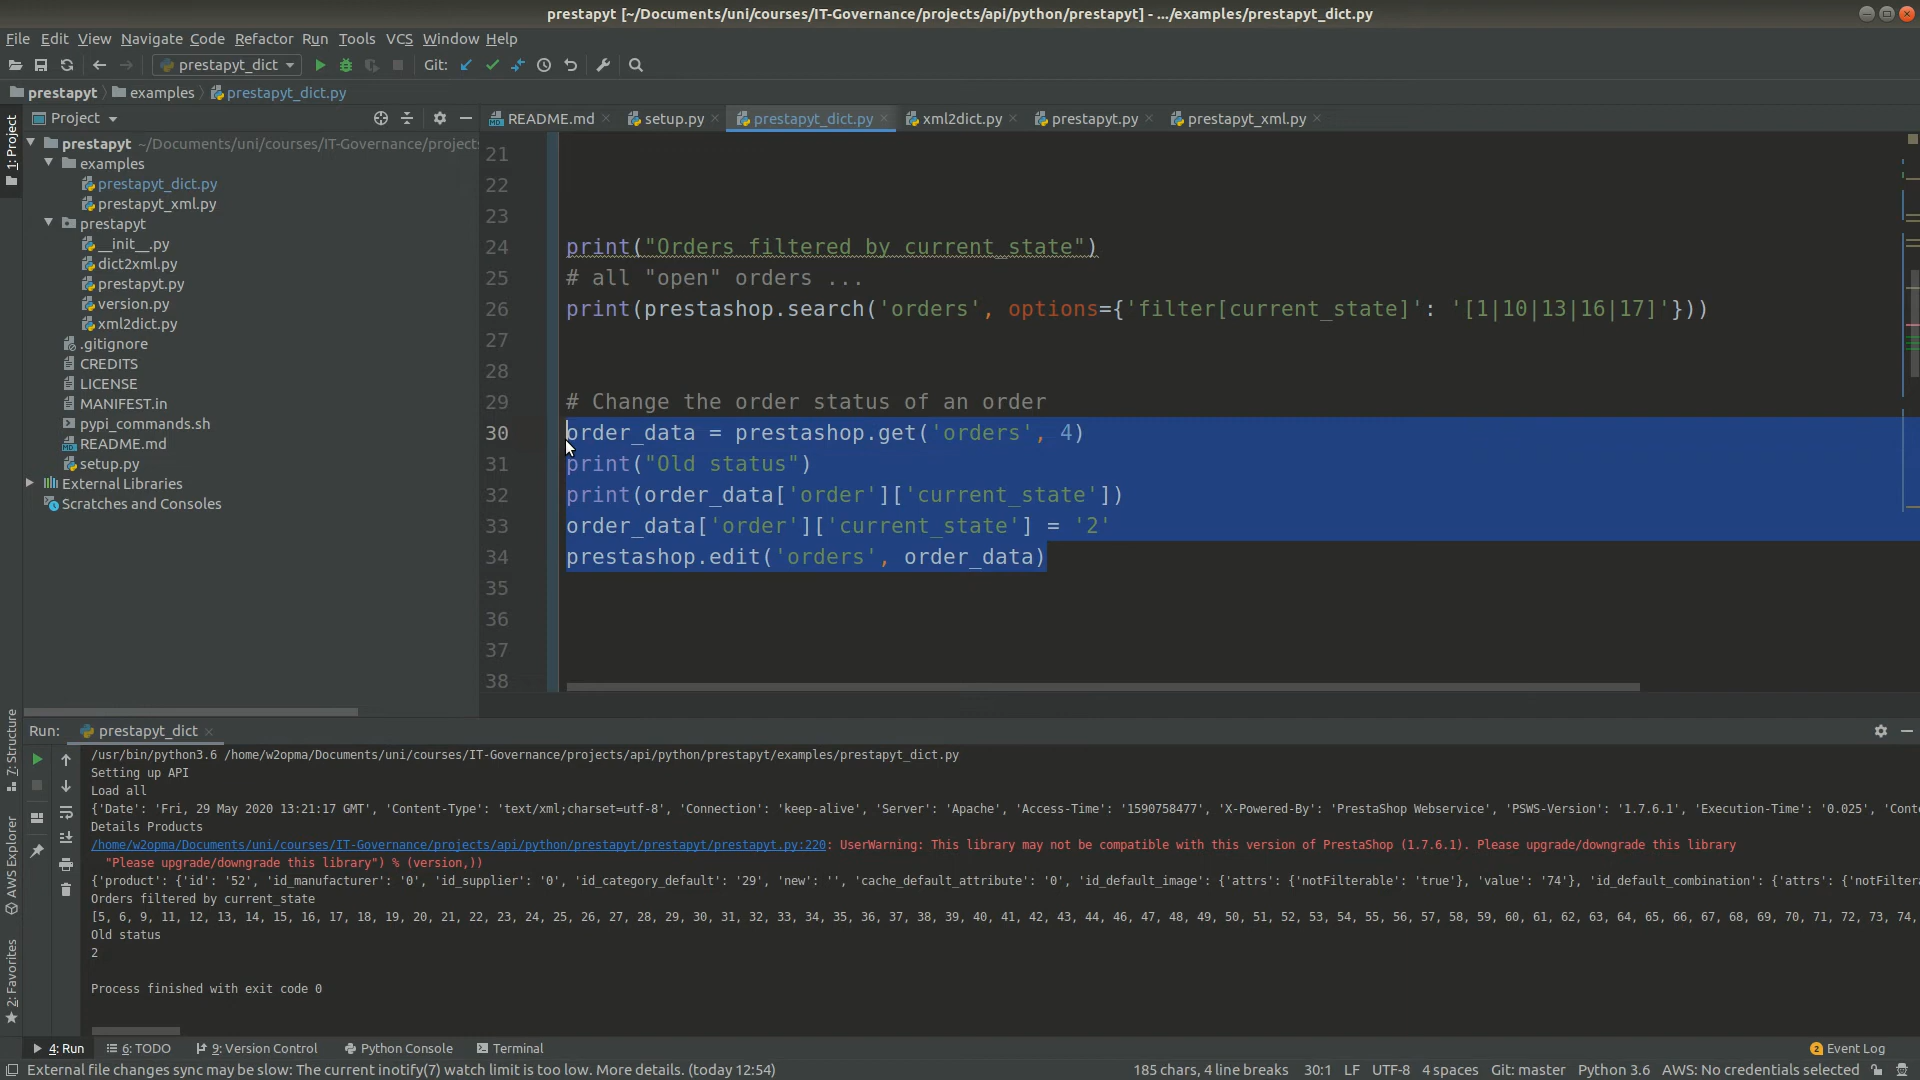 prestapyt [~/Documents/uni/courses/IT-Governance/projects/api/python/prestapyt] - .../examples/prestapyt_dict.py
File Edit View Navigate Code Refactor Run Tools VCS Window Help
prestapyt_dict Git:
prestapyt examples prestapyt_dict.py
1: Project
Project
README.md setup.py prestapyt_dict.py xml2dict.py prestapyt.py prestapyt_xml.py
prestapyt ~/Documents/uni/courses/IT-Governance/projects
examples
prestapyt_dict.py
prestapyt_xml.py
prestapyt
__init__.py
dict2xml.py
prestapyt.py
version.py
xml2dict.py
.gitignore
CREDITS
LICENSE
MANIFEST.in
pypi_commands.sh
README.md
setup.py
External Libraries
Scratches and Consoles
21
22
23
24 print("Orders filtered by current_state")
25 # all "open" orders ...
26 print(prestashop.search('orders', options={'filter[current_state]': '[1|10|13|16|17]'}))
27
28
29 # Change the order status of an order
30 order_data = prestashop.get('orders', 4)
31 print("Old status")
32 print(order_data['order']['current_state'])
33 order_data['order']['current_state'] = '2'
34 prestashop.edit('orders', order_data)
35
36
37
38
7: Structure
AWS Explorer
2: Favorites
Run: prestapyt_dict
/usr/bin/python3.6 /home/w2opma/Documents/uni/courses/IT-Governance/projects/api/python/prestapyt/examples/prestapyt_dict.py
Setting up API
Load all
{'Date': 'Fri, 29 May 2020 13:21:17 GMT', 'Content-Type': 'text/xml;charset=utf-8', 'Connection': 'keep-alive', 'Server': 'Apache', 'Access-Time': '1590758477', 'X-Powered-By': 'PrestaShop Webservice', 'PSWS-Version': '1.7.6.1', 'Execution-Time': '0.025', 'Conte
Details Products
/home/w2opma/Documents/uni/courses/IT-Governance/projects/api/python/prestapyt/prestapyt/prestapyt.py:220: UserWarning: This library may not be compatible with this version of PrestaShop (1.7.6.1). Please upgrade/downgrade this library
"Please upgrade/downgrade this library") % (version,))
{'product': {'id': '52', 'id_manufacturer': '0', 'id_supplier': '0', 'id_category_default': '29', 'new': '', 'cache_default_attribute': '0', 'id_default_image': {'attrs': {'notFilterable': 'true'}, 'value': '74'}, 'id_default_combination': {'attrs': {'notFiltera
Orders filtered by current_state
[5, 6, 9, 11, 12, 13, 14, 15, 16, 17, 18, 19, 20, 21, 22, 23, 24, 25, 26, 27, 28, 29, 30, 31, 32, 33, 34, 35, 36, 37, 38, 39, 40, 41, 42, 43, 44, 45, 46, 47, 48, 49, 50, 51, 52, 53, 54, 55, 56, 57, 58, 59, 60, 61, 62, 63, 64, 65, 66, 67, 68, 69, 70, 71, 72, 73, 74,
Old status
2
Process finished with exit code 0
4: Run 6: TODO 9: Version Control Python Console Terminal 2 Event Log
External file changes sync may be slow: The current inotify(7) watch limit is too low. More details. (today 12:54) 185 chars, 4 line breaks 30:1 LF UTF-8 4 spaces Git: master Python 3.6 AWS: No credentials selected